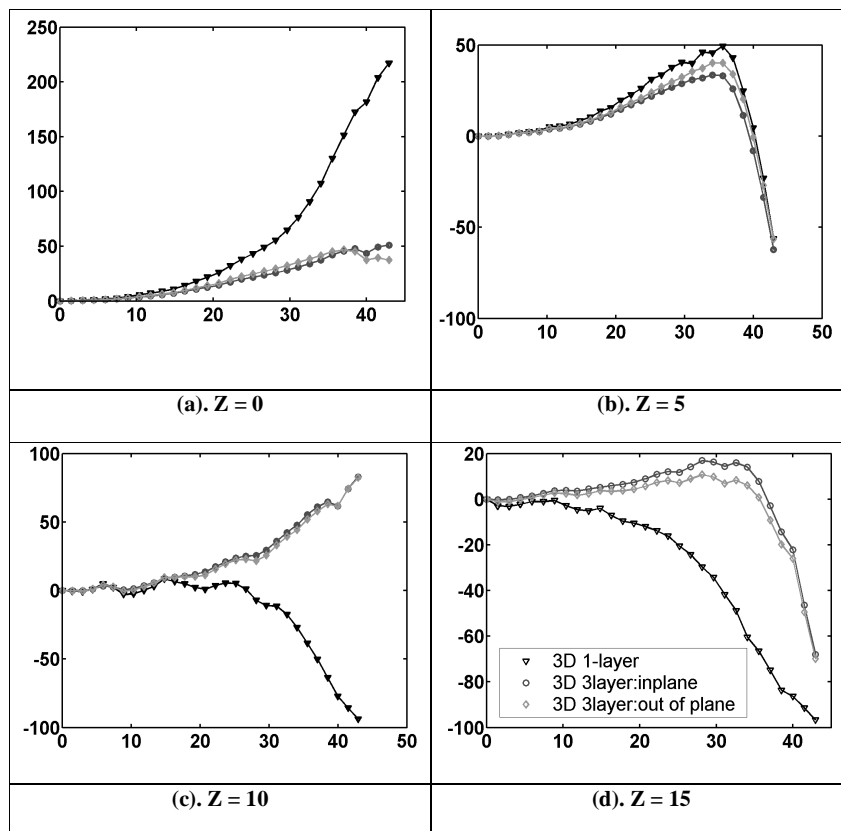 250
200
150
100
50
0
0 10 20 30 40
(a). Z = 0
50
0
-50
-100
0 10 20 30 40 50
(b). Z = 5
100
50
0
-50
-100
0 10 20 30 40 50
(c). Z = 10
20
0
-20
-40
-60
-80
-100
3D 1-layer
3D 3layer:inplane
3D 3layer:out of plane
0 10 20 30 40
(d). Z = 15